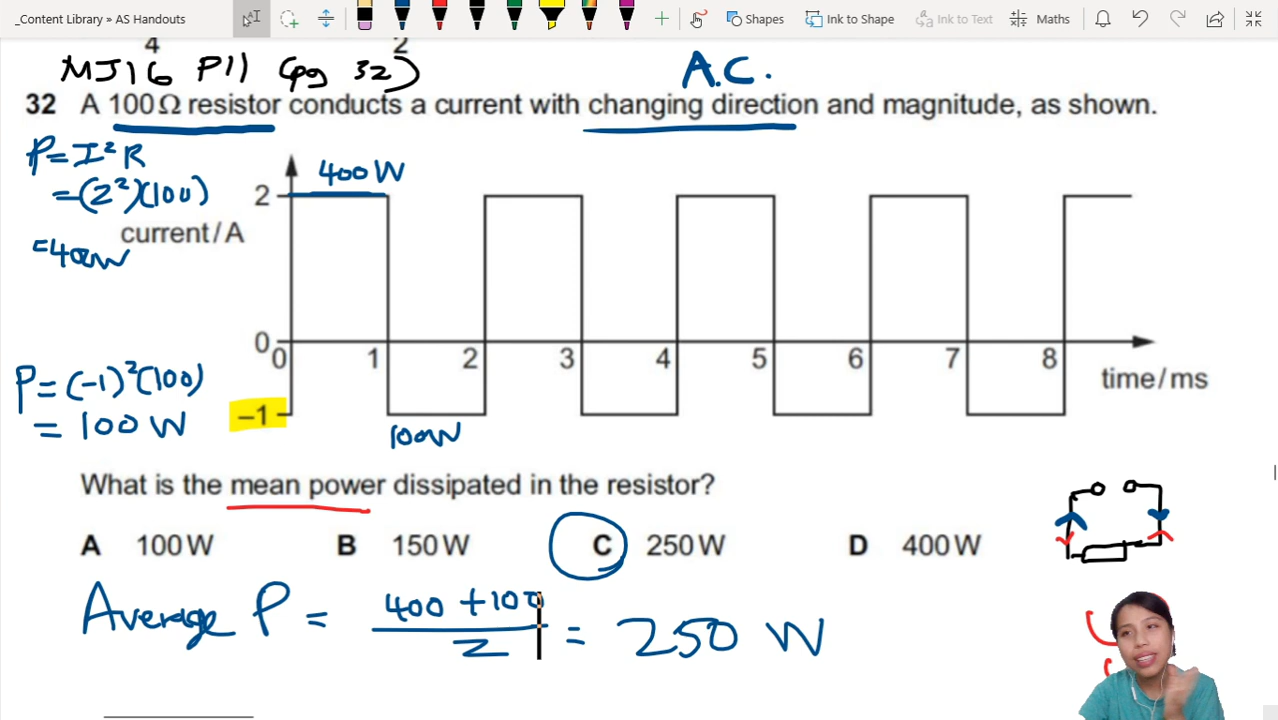 _Content Library » AS Handouts
Shapes
Ink to Shape
Ink to Text
Maths
4 2
MJ16 P11 (pg 32)
A.C.
32 A 100 Ω resistor conducts a current with changing direction and magnitude, as shown.
P = I² R
= (2²)(100)
= 400W
400 W
2
current / A
0
0 1 2 3 4 5 6 7 8
time / ms
P = (-1)² (100)
= 100 W
–1
100W
What is the mean power dissipated in the resistor?
A 100 W B 150 W C 250 W D 400 W
Average P = 400 + 100 / 2 = 250 W